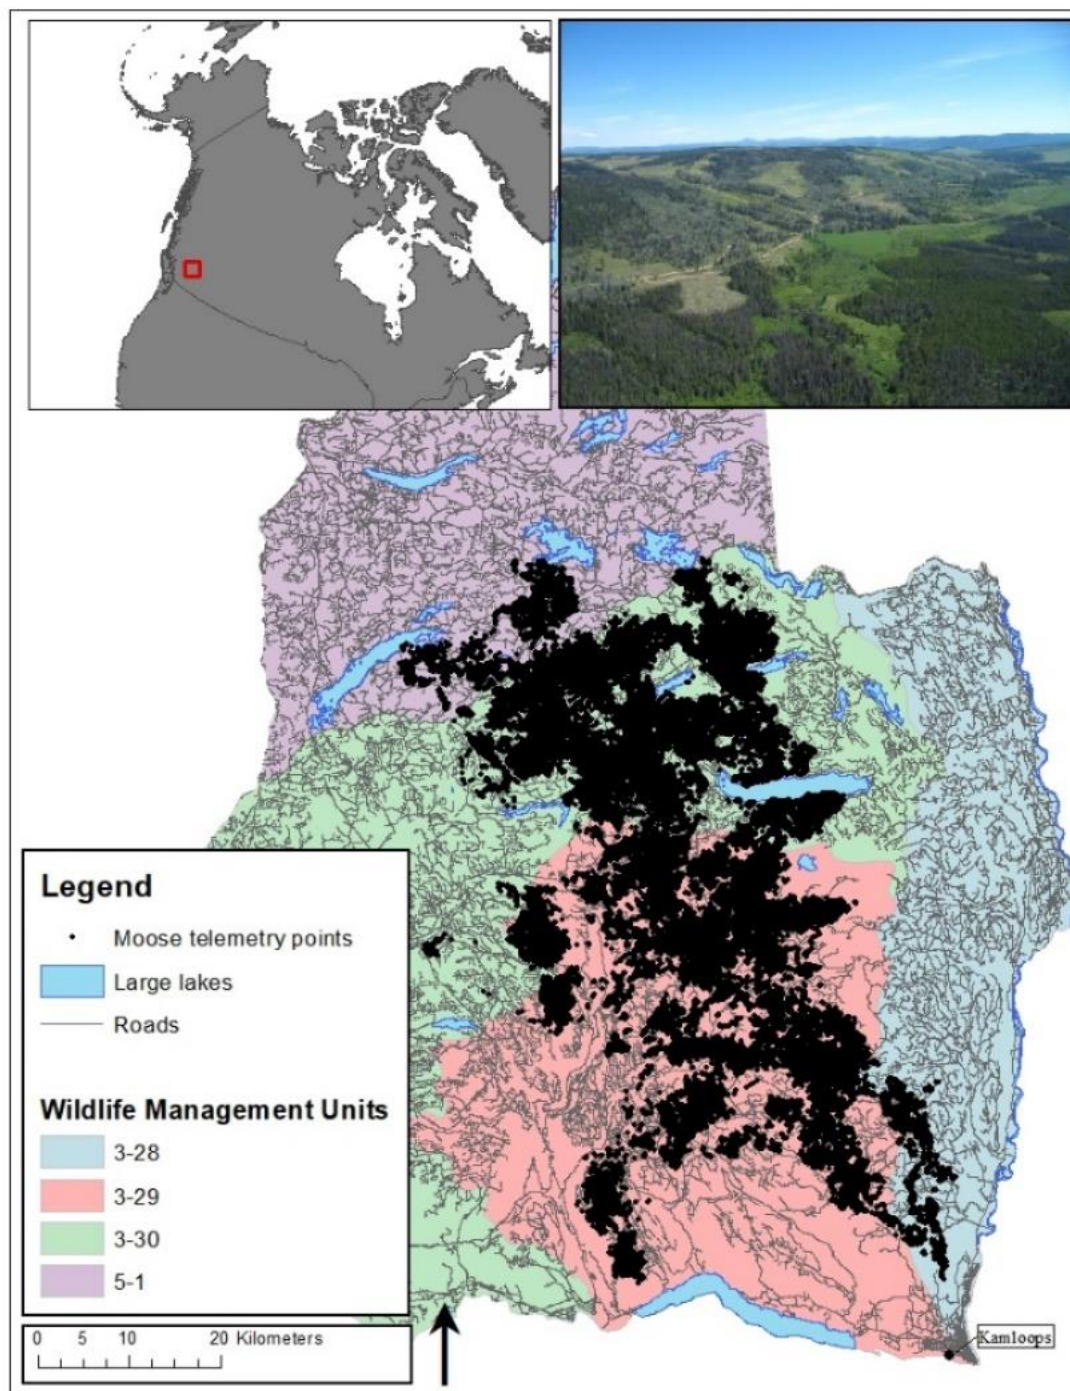 Legend
Moose telemetry points
Large lakes
Roads
Wildlife Management Units
3-28
3-29
3-30
5-1
0 5 10 20 Kilometers
Kamloops